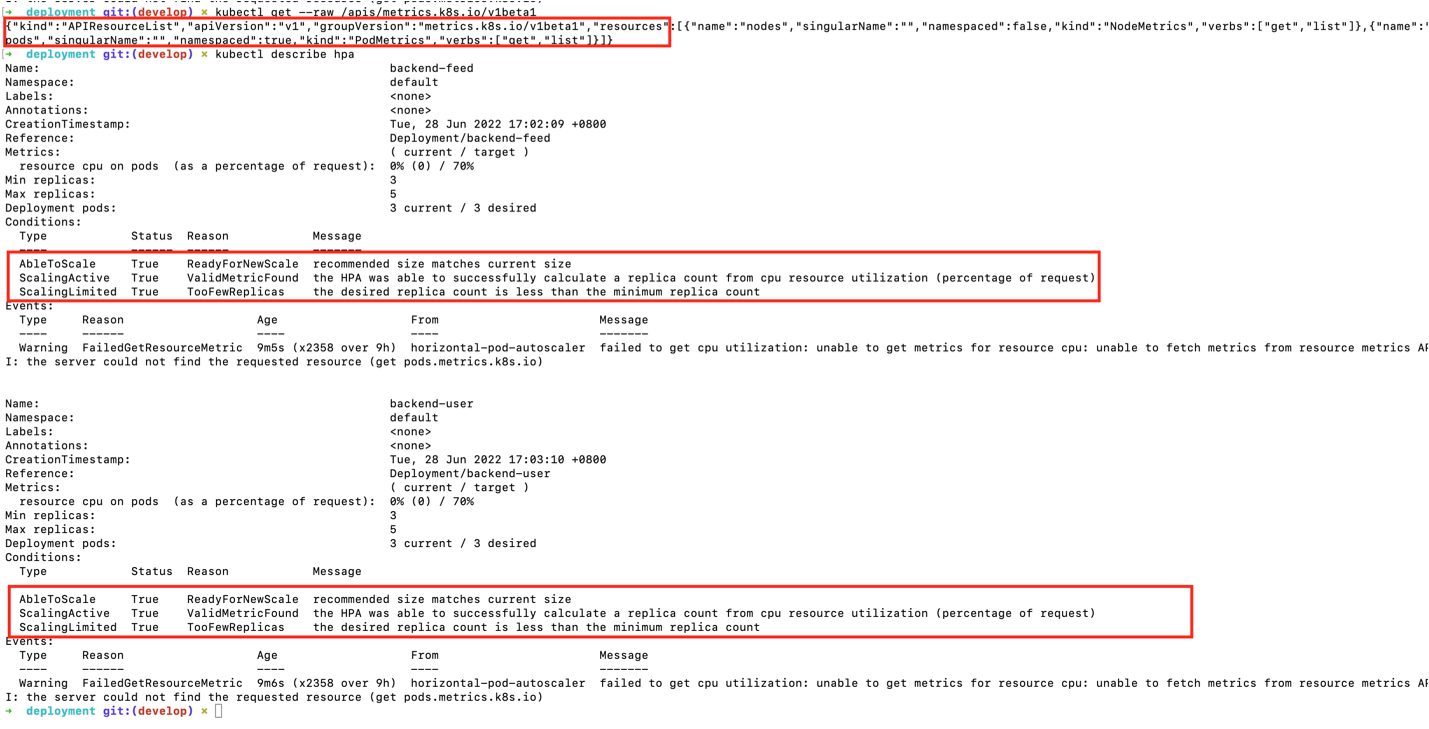 → deployment git:(develop) × kubectl get --raw /apis/metrics.k8s.io/v1beta1
{"kind":"APIResourceList","apiVersion":"v1","groupVersion":"metrics.k8s.io/v1beta1","resources":[{"name":"nodes","singularName":"","namespaced":false,"kind":"NodeMetrics","verbs":["get","list"]},{"name":"
pods","singularName":"","namespaced":true,"kind":"PodMetrics","verbs":["get","list"]}]}
→ deployment git:(develop) × kubectl describe hpa
Name: backend-feed
Namespace: default
Labels: <none>
Annotations: <none>
CreationTimestamp: Tue, 28 Jun 2022 17:02:09 +0800
Reference: Deployment/backend-feed
Metrics: ( current / target )
resource cpu on pods (as a percentage of request): 0% (0) / 70%
Min replicas: 3
Max replicas: 5
Deployment pods: 3 current / 3 desired
Conditions:
Type Status Reason Message
---- ------ ------ -------
AbleToScale True ReadyForNewScale recommended size matches current size
ScalingActive True ValidMetricFound the HPA was able to successfully calculate a replica count from cpu resource utilization (percentage of request)
ScalingLimited True TooFewReplicas the desired replica count is less than the minimum replica count
Events:
Type Reason Age From Message
---- ------ ---- ---- -------
Warning FailedGetResourceMetric 9m5s (x2358 over 9h) horizontal-pod-autoscaler failed to get cpu utilization: unable to get metrics for resource cpu: unable to fetch metrics from resource metrics AP
I: the server could not find the requested resource (get pods.metrics.k8s.io)
Name: backend-user
Namespace: default
Labels: <none>
Annotations: <none>
CreationTimestamp: Tue, 28 Jun 2022 17:03:10 +0800
Reference: Deployment/backend-user
Metrics: ( current / target )
resource cpu on pods (as a percentage of request): 0% (0) / 70%
Min replicas: 3
Max replicas: 5
Deployment pods: 3 current / 3 desired
Conditions:
Type Status Reason Message
AbleToScale True ReadyForNewScale recommended size matches current size
ScalingActive True ValidMetricFound the HPA was able to successfully calculate a replica count from cpu resource utilization (percentage of request)
ScalingLimited True TooFewReplicas the desired replica count is less than the minimum replica count
Events:
Type Reason Age From Message
---- ------ ---- ---- -------
Warning FailedGetResourceMetric 9m6s (x2358 over 9h) horizontal-pod-autoscaler failed to get cpu utilization: unable to get metrics for resource cpu: unable to fetch metrics from resource metrics AP
I: the server could not find the requested resource (get pods.metrics.k8s.io)
→ deployment git:(develop) ×